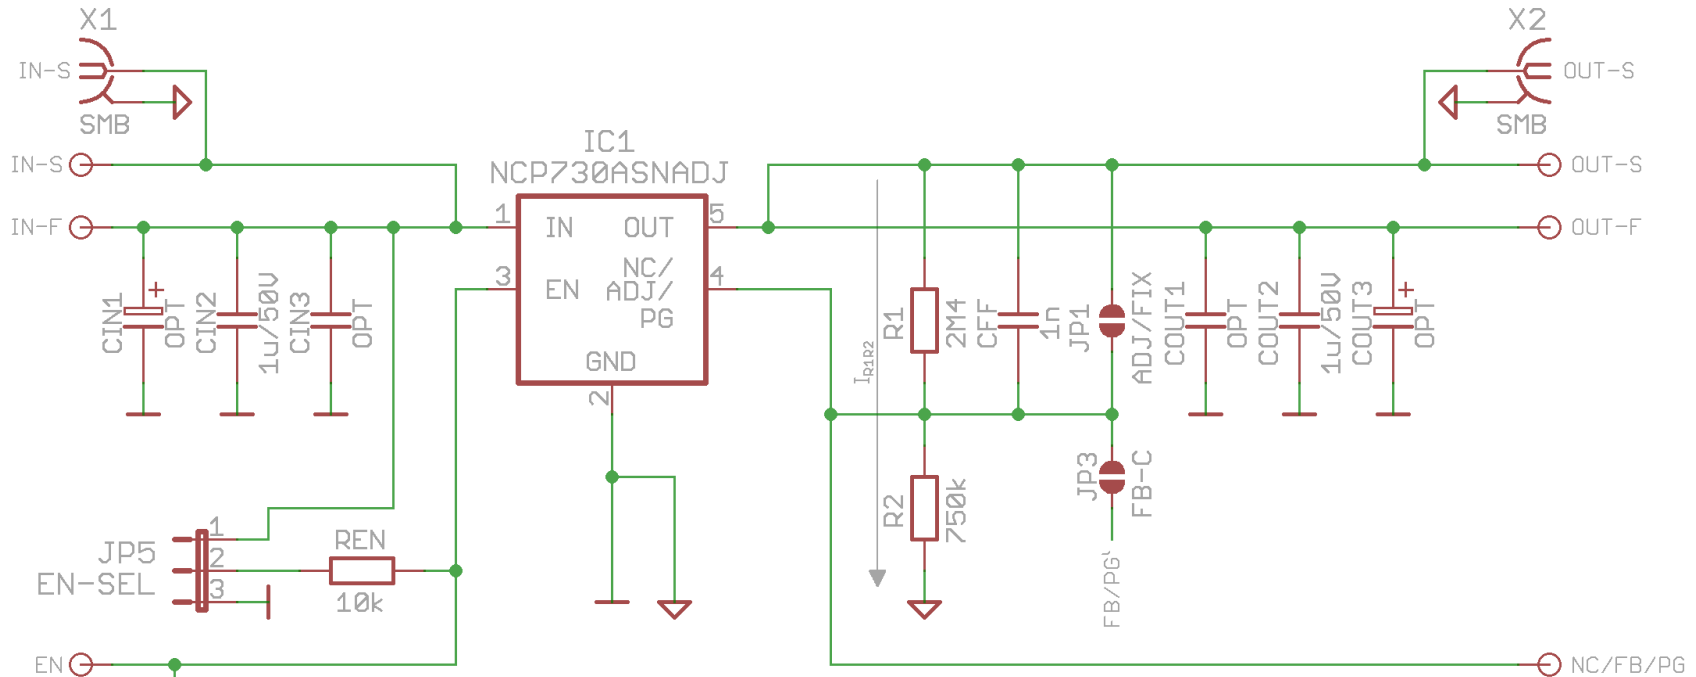 X1
X2
IN-S
OUT-S
SMB
SMB
IC1
NCP730ASNADJ
IN-S
OUT-S
IN-F
OUT-F
1
IN
OUT
5
3
EN
NC/
ADJ/
PG
4
GND
2
CIN1
+
OPT
CIN2
1u/50V
CIN3
OPT
I_R1R2
R1
2M4
CFF
1n
JP1
ADJ/FIX
COUT1
OPT
COUT2
1u/50V
COUT3
+
OPT
R2
750k
JP3
FB-C
FB/PG'
JP5
EN-SEL
1
2
3
REN
10k
EN
NC/FB/PG